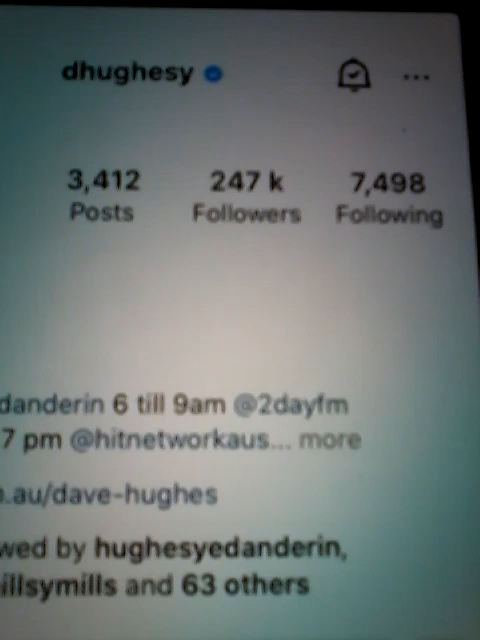 dhughesy
3,412 247 k 7,498
Posts Followers Following
danderin 6 till 9am @2dayfm
7 pm @hitnetworkaus... more
.au/dave-hughes
wed by hughesyedanderin,
illsymills and 63 others